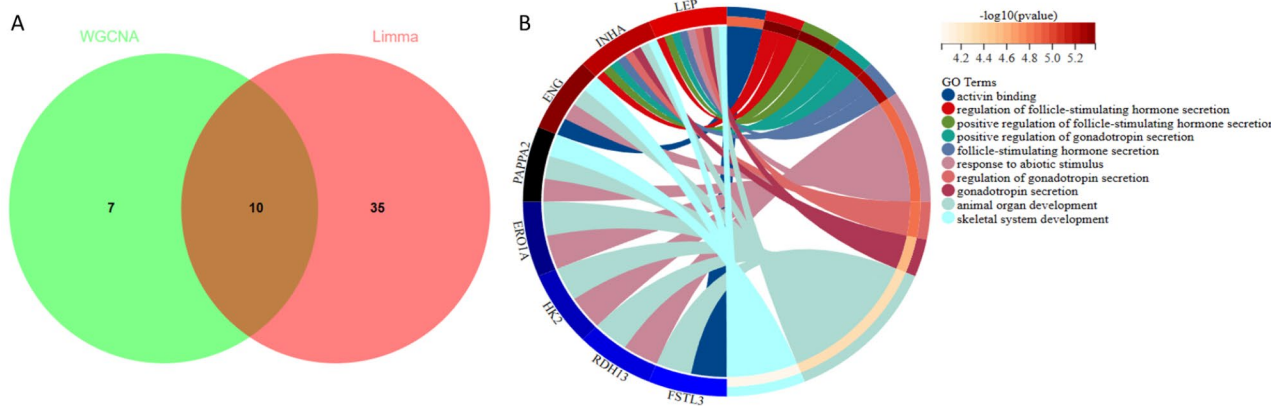 A
WGCNA
Limma
7
10
35
B
LEP
INHA
ENG
PAPPA2
ERO1A
HK2
RDH13
FSTL3
-log10(pvalue)
4.2 4.4 4.6 4.8 5.0 5.2
GO Terms
activin binding
regulation of follicle-stimulating hormone secretion
positive regulation of follicle-stimulating hormone secretion
positive regulation of gonadotropin secretion
follicle-stimulating hormone secretion
response to abiotic stimulus
regulation of gonadotropin secretion
gonadotropin secretion
animal organ development
skeletal system development